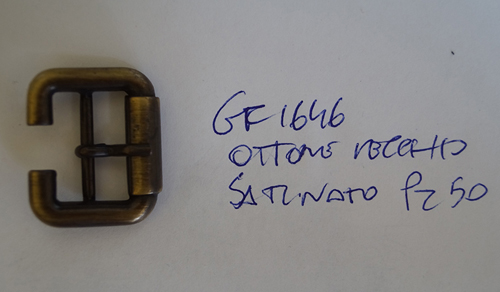 GF1646
OTTONE VECCHIO
SATINATO Pz 50